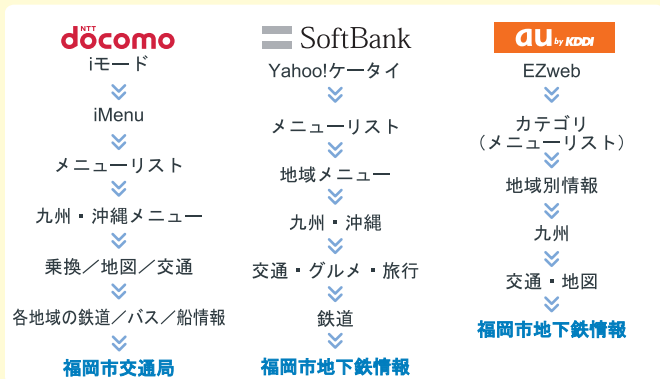 NTT
docomo
iモード
iMenu
メニューリスト
九州・沖縄メニュー
乗換／地図／交通
各地域の鉄道／バス／船情報
福岡市交通局
SoftBank
Yahoo!ケータイ
メニューリスト
地域メニュー
九州・沖縄
交通・グルメ・旅行
鉄道
福岡市地下鉄情報
au by KDDI
EZweb
カテゴリ
（メニューリスト）
地域別情報
九州
交通・地図
福岡市地下鉄情報